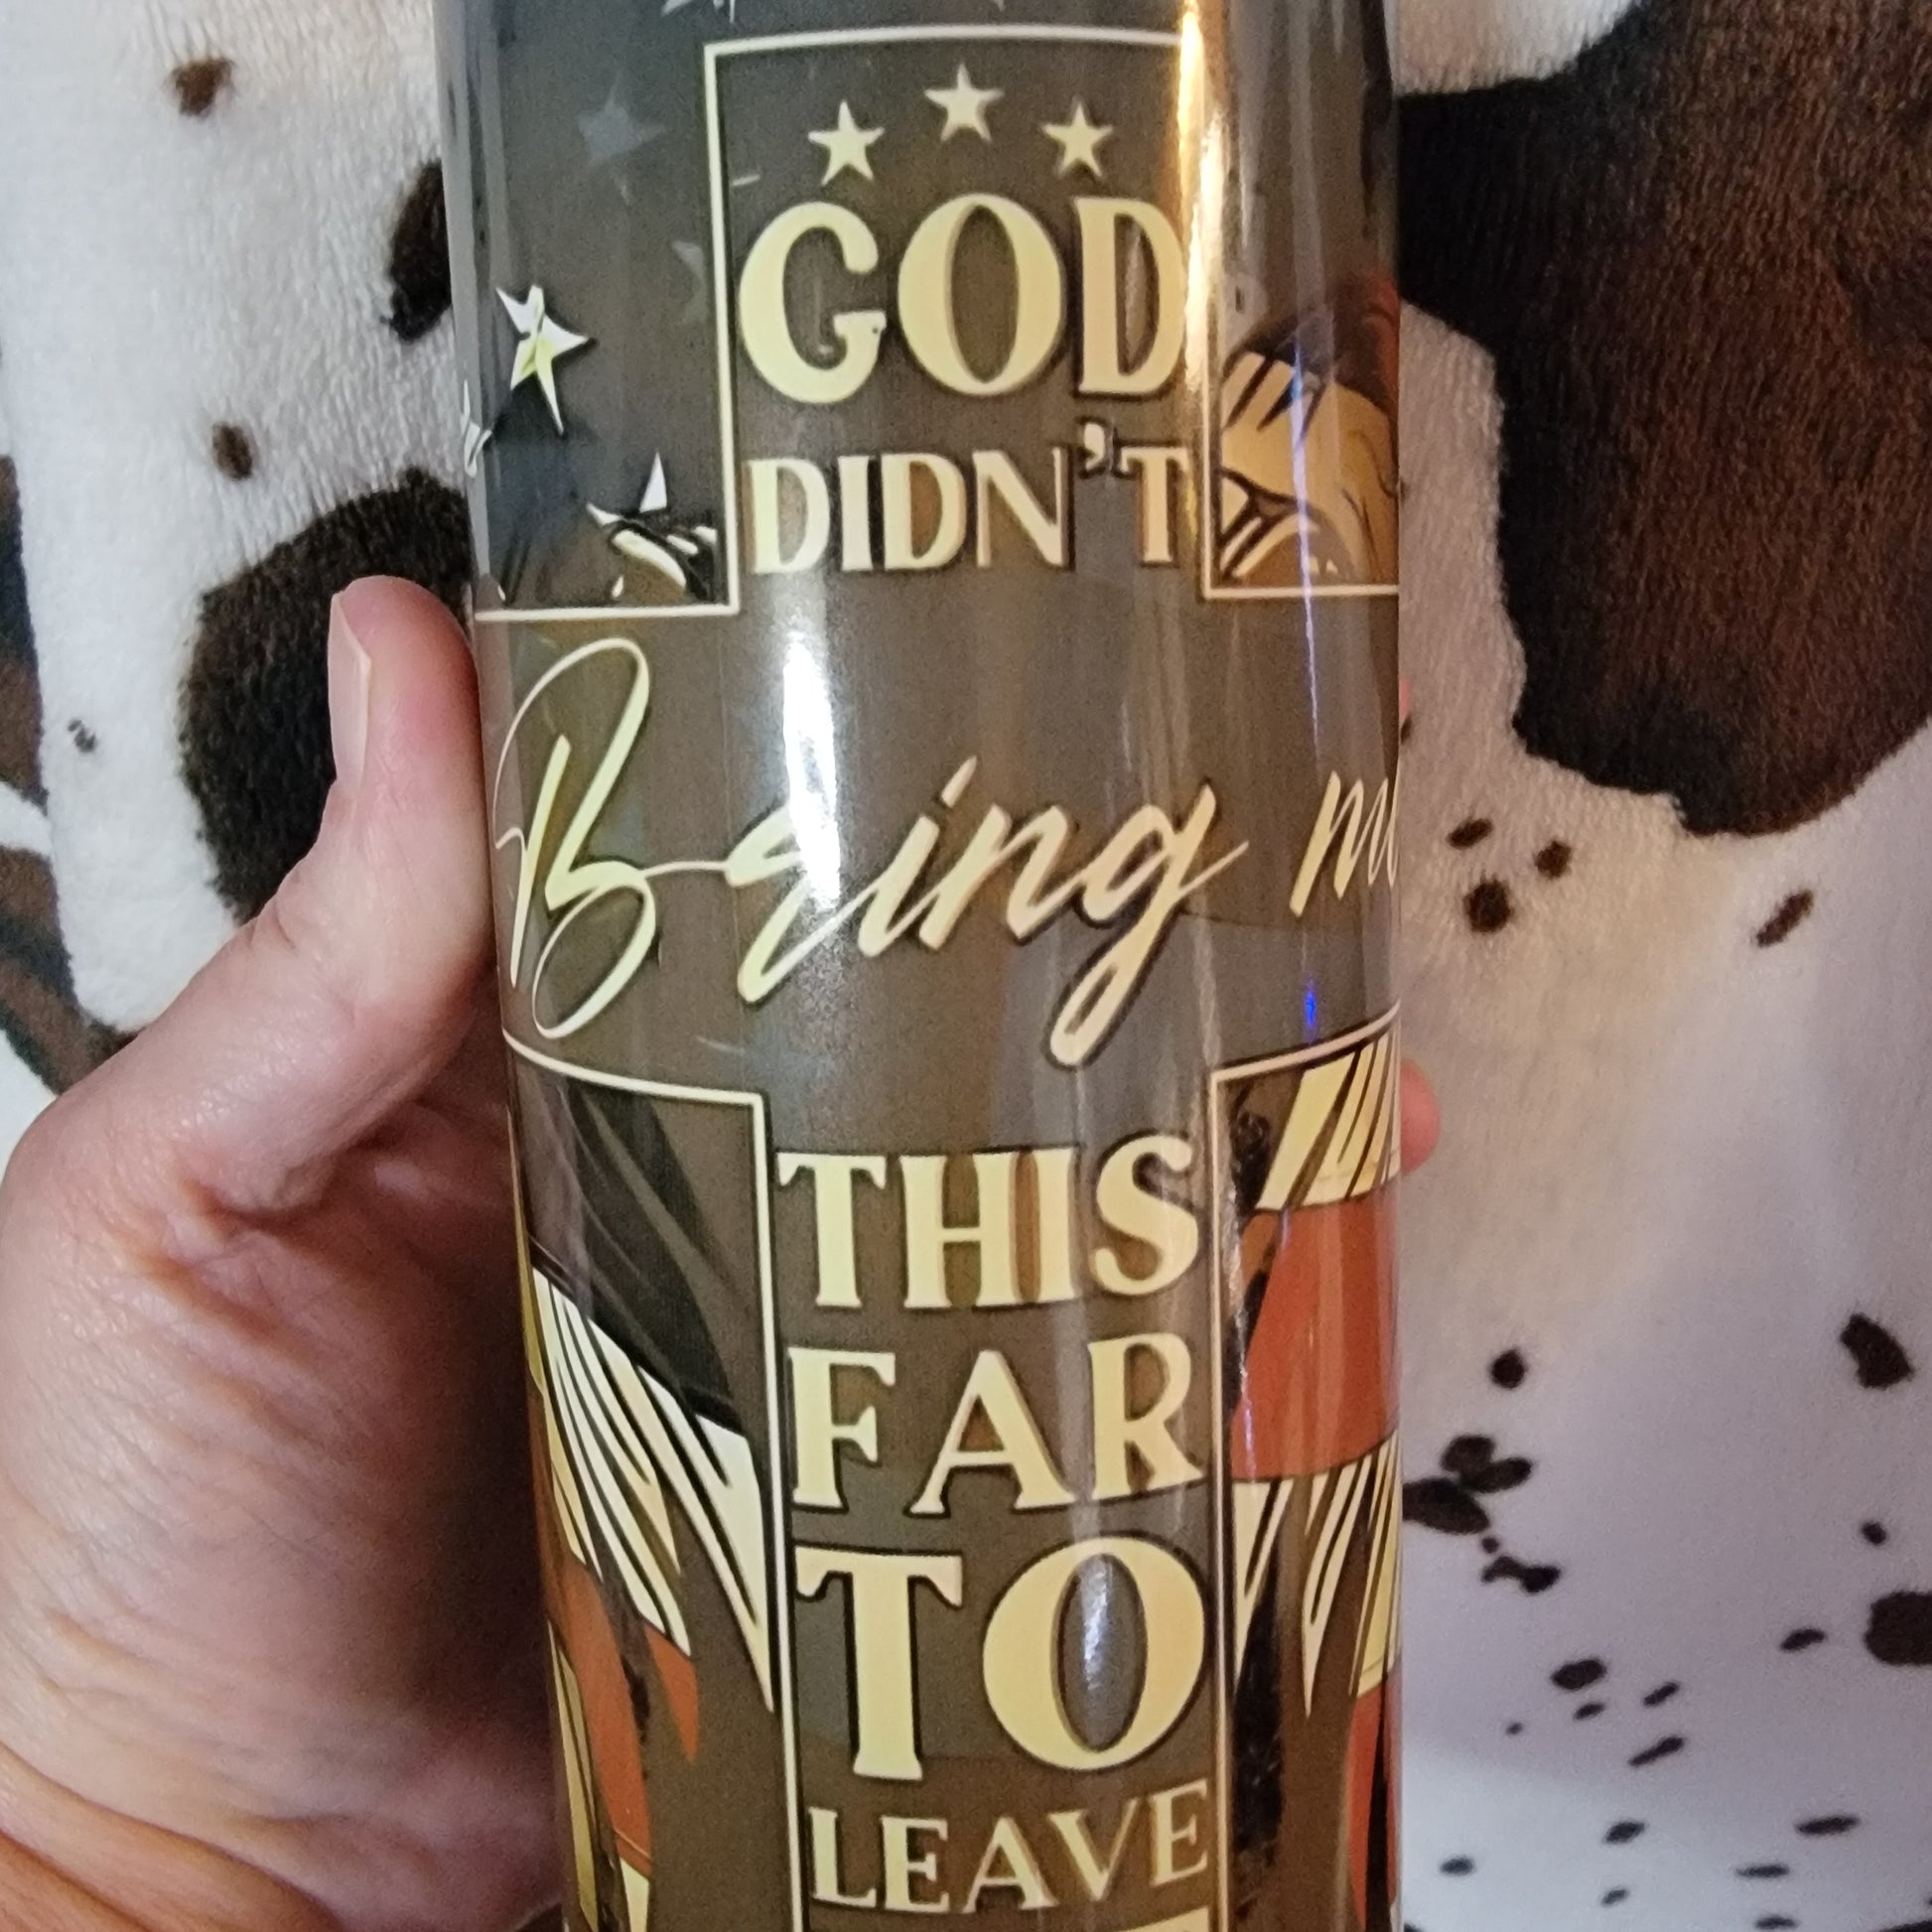 GOD
DIDN'T
Bring
THIS
FAR
TO
LEAVE